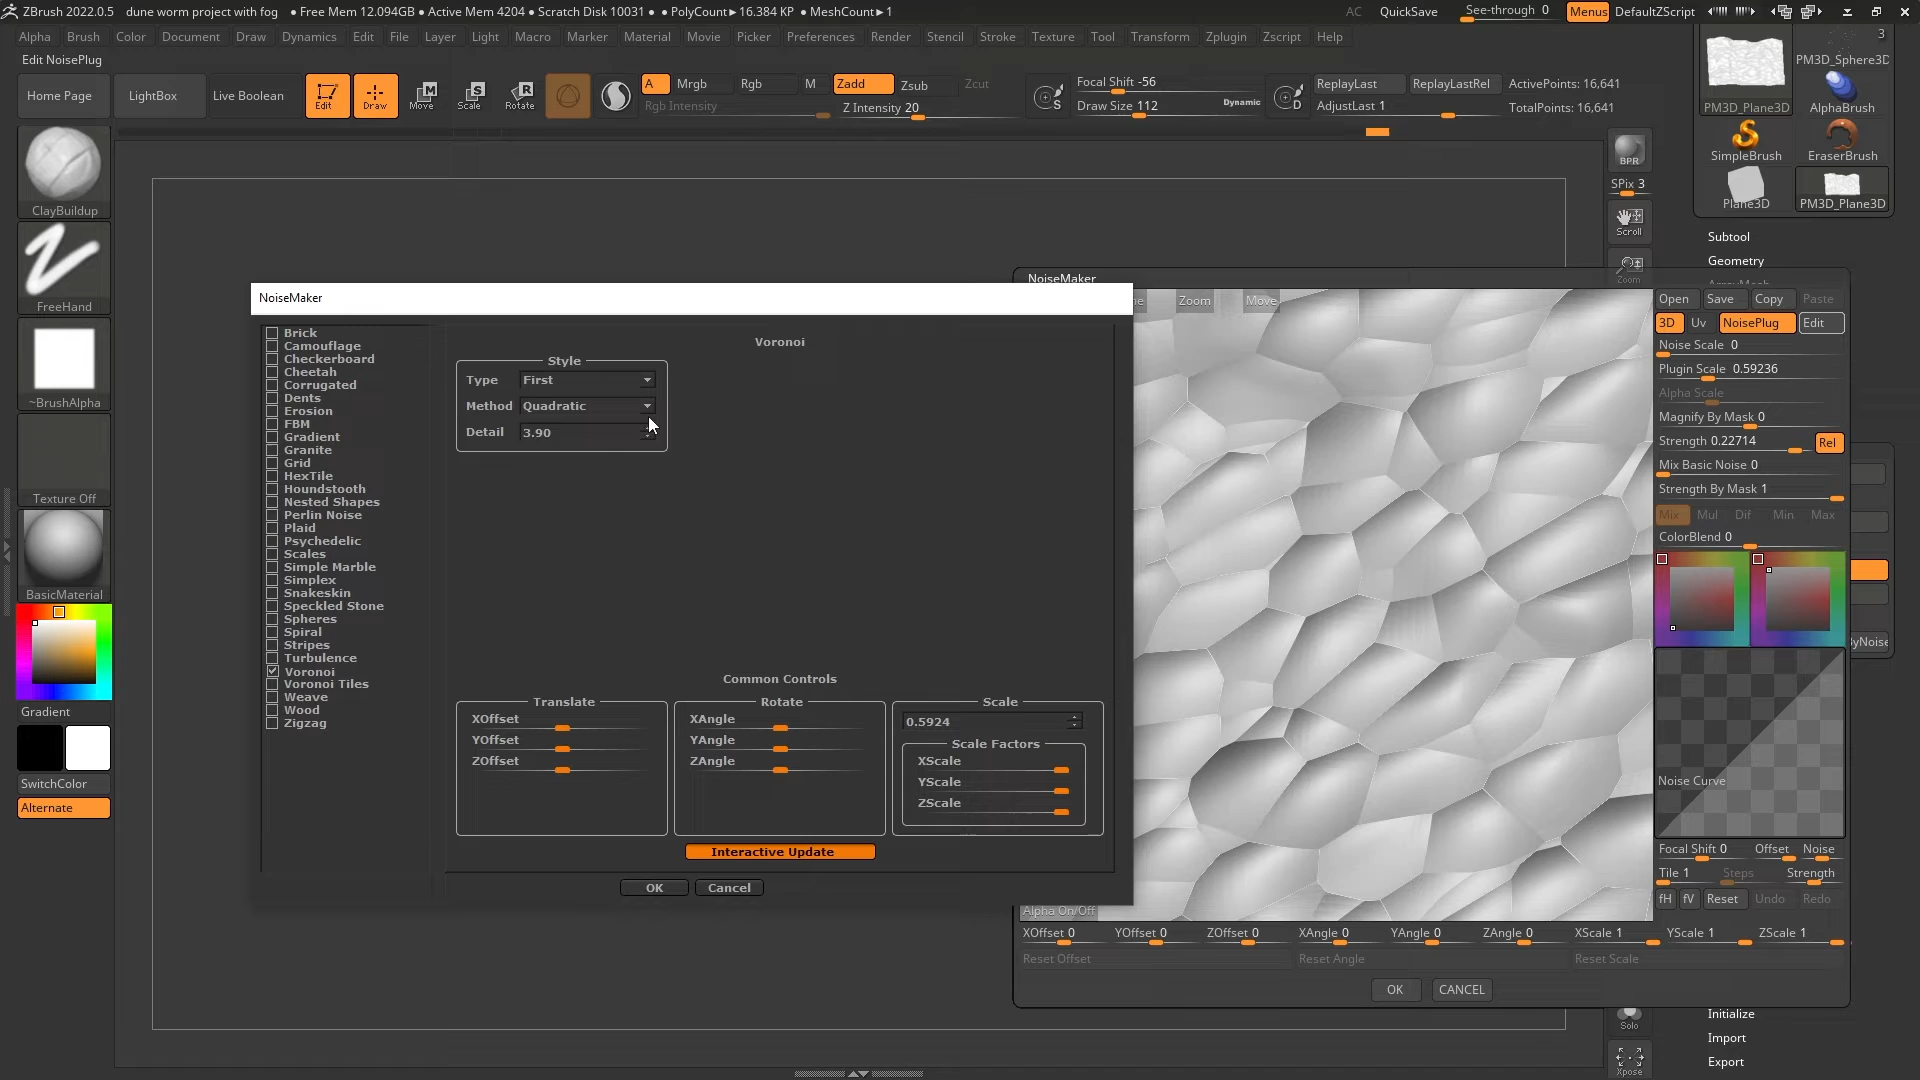 ZBrush 2022.0.5 dune worm project with fog ● Free Mem 12.094GB ● Active Mem 4204 ● Scratch Disk 10031 ● ● PolyCount► 16.384 KP ● MeshCount► 1
AC QuickSave See-through 0 Menus DefaultZScript
Alpha Brush Color Document Draw Dynamics Edit File Layer Light Macro Marker Material Movie Picker Preferences Render Stencil Stroke Texture Tool Transform Zplugin Zscript Help
Edit NoisePlug
Home Page LightBox Live Boolean Edit Draw Move Scale Rotate
A Mrgb Rgb M Zadd Zsub Zcut
Rgb Intensity Z Intensity 20
Focal Shift -56
Draw Size 112 Dynamic
S D
ReplayLast ReplayLastRel ActivePoints: 16,641
AdjustLast 1 TotalPoints: 16,641
3
PM3D_Sphere3D
PM3D_Plane3D AlphaBrush
SimpleBrush EraserBrush
Plane3D PM3D_Plane3D
Subtool
Geometry
BPR
SPix 3
Scroll
Zoom
ClayBuildup
FreeHand
~BrushAlpha
Texture Off
BasicMaterial
Gradient
SwitchColor
Alternate
NoiseMaker
Brick
Camouflage
Checkerboard
Cheetah
Corrugated
Dents
Erosion
FBM
Gradient
Granite
Grid
HexTile
Houndstooth
Nested Shapes
Perlin Noise
Plaid
Psychedelic
Scales
Simple Marble
Simplex
Snakeskin
Speckled Stone
Spheres
Spiral
Stripes
Turbulence
Voronoi
Voronoi Tiles
Weave
Wood
Zigzag
Voronoi
Style
Type First
Method Quadratic
Detail 3.90
Common Controls
Translate
XOffset
YOffset
ZOffset
Rotate
XAngle
YAngle
ZAngle
Scale
0.5924
Scale Factors
XScale
YScale
ZScale
Interactive Update
OK Cancel
NoiseMaker
Zoom Move
Open Save Copy Paste
3D Uv NoisePlug Edit
Noise Scale 0
Plugin Scale 0.59236
Alpha Scale
Magnify By Mask 0
Strength 0.22714 Rel
Mix Basic Noise 0
Strength By Mask 1
Mix Mul Dif Min Max
ColorBlend 0
Noise Curve
Focal Shift 0 Offset Noise
Tile 1 Steps Strength
fH fV Reset Undo Redo
Alpha On/Off
XOffset 0 YOffset 0 ZOffset 0 XAngle 0 YAngle 0 ZAngle 0 XScale 1 YScale 1 ZScale 1
Reset Offset Reset Angle Reset Scale
OK CANCEL
Solo
Xpose
Initialize
Import
Export